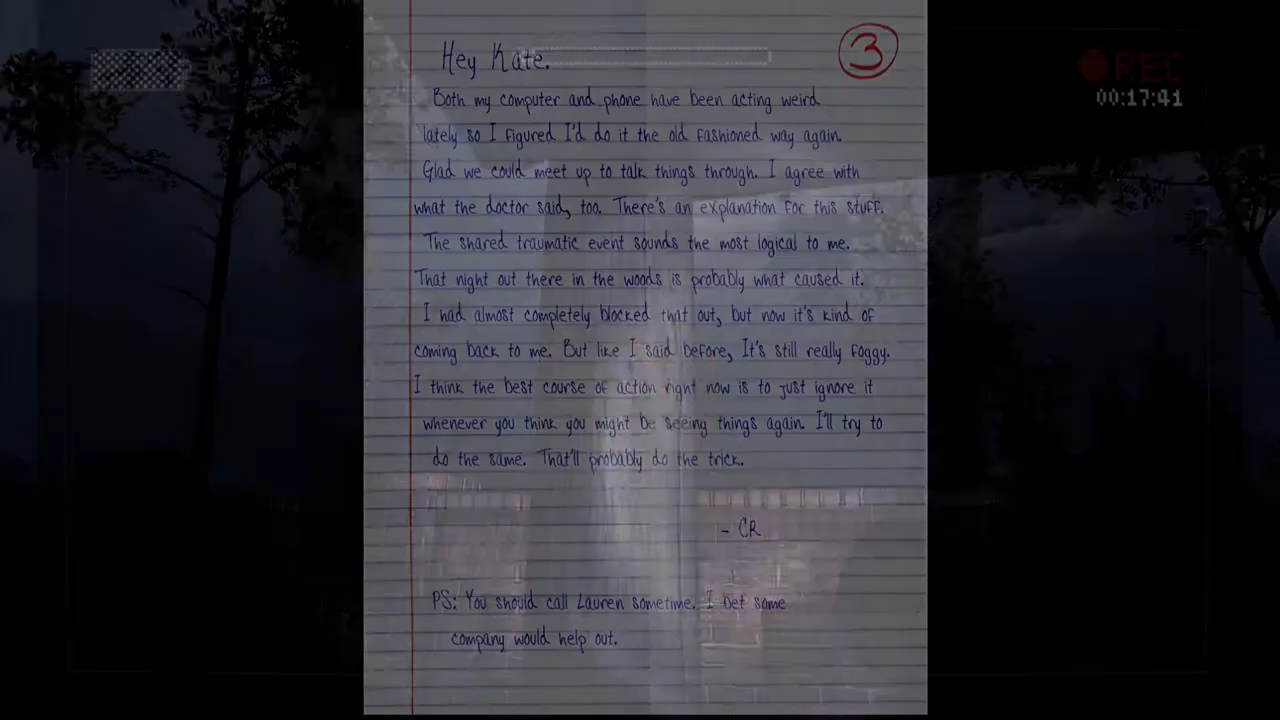 Hey Kate.
3
REC
00:17:41
Both my computer and phone have been acting weird
lately so I figured I'd do it the old fashioned way again.
Glad we could meet up to talk things through. I agree with
what the doctor said, too. There's an explanation for this stuff.
The shared traumatic event sounds the most logical to me.
That night out there in the woods is probably what caused it.
I had almost completely blocked that out, but now it's kind of
coming back to me. But like I said before, It's still really foggy.
I think the best course of action right now is to just ignore it
whenever you think you might be seeing things again. I'll try to
do the same. That'll probably do the trick.
- CR
PS: You should call Lauren sometime. I bet some
company would help out.